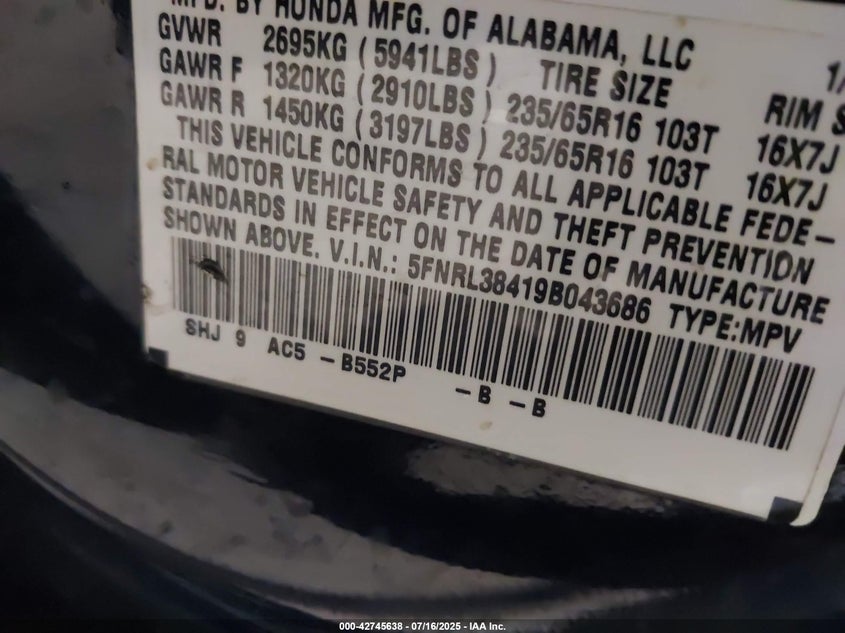 MFD. BY HONDA MFG. OF ALABAMA, LLC
GVWR 2695KG ( 5941LBS ) TIRE SIZE RIM
GAWR F 1320KG ( 2910LBS ) 235/65R16 103T 16X7J
GAWR R 1450KG ( 3197LBS ) 235/65R16 103T 16X7J
THIS VEHICLE CONFORMS TO ALL APPLICABLE FEDE-
RAL MOTOR VEHICLE SAFETY AND THEFT PREVENTION
STANDARDS IN EFFECT ON THE DATE OF MANUFACTURE
SHOWN ABOVE. V.I.N.: 5FNRL38419B043686 TYPE:MPV
SHJ 9 AC5 -B552P -B -B
000-42745638 - 07/16/2025 - IAA Inc.